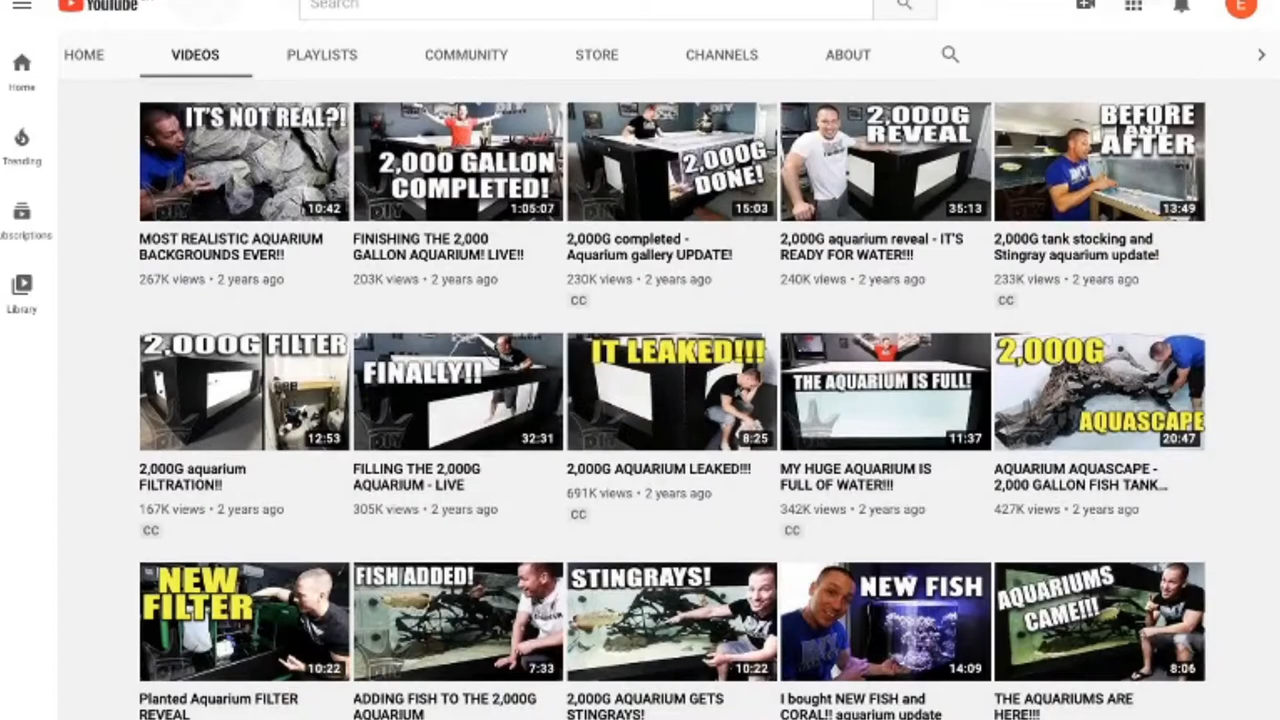 YouTube
Search
E
HOME
VIDEOS
PLAYLISTS
COMMUNITY
STORE
CHANNELS
ABOUT
Home
Trending
ubscriptions
Library
IT'S NOT REAL?!
10:42
MOST REALISTIC AQUARIUM
BACKGROUNDS EVER!!
267K views • 2 years ago
DIY
2,000 GALLON
COMPLETED!
DIY
1:05:07
FINISHING THE 2,000
GALLON AQUARIUM! LIVE!!
203K views • 2 years ago
2,000G
DONE!
15:03
2,000G completed -
Aquarium gallery UPDATE!
230K views • 2 years ago
CC
2,000G
REVEAL
35:13
2,000G aquarium reveal - IT'S
READY FOR WATER!!!
240K views • 2 years ago
BEFORE
AND
AFTER
13:49
2,000G tank stocking and
Stingray aquarium update!
233K views • 2 years ago
CC
2,000G FILTER
12:53
2,000G aquarium
FILTRATION!!
167K views • 2 years ago
CC
FINALLY!!
DIY
32:31
FILLING THE 2,000G
AQUARIUM - LIVE
305K views • 2 years ago
IT LEAKED!!!
DIY
8:25
2,000G AQUARIUM LEAKED!!!
691K views • 2 years ago
CC
THE AQUARIUM IS FULL!
DIY
11:37
MY HUGE AQUARIUM IS
FULL OF WATER!!!
342K views • 2 years ago
CC
2,000G
AQUASCAPE
20:47
AQUARIUM AQUASCAPE -
2,000 GALLON FISH TANK...
427K views • 2 years ago
NEW
FILTER
10:22
Planted Aquarium FILTER
REVEAL
FISH ADDED!
7:33
ADDING FISH TO THE 2,000G
AQUARIUM
STINGRAYS!
10:22
2,000G AQUARIUM GETS
STINGRAYS!
NEW FISH
14:09
I bought NEW FISH and
CORAL!! aquarium update
AQUARIUMS
CAME!!!
8:06
THE AQUARIUMS ARE
HERE!!!